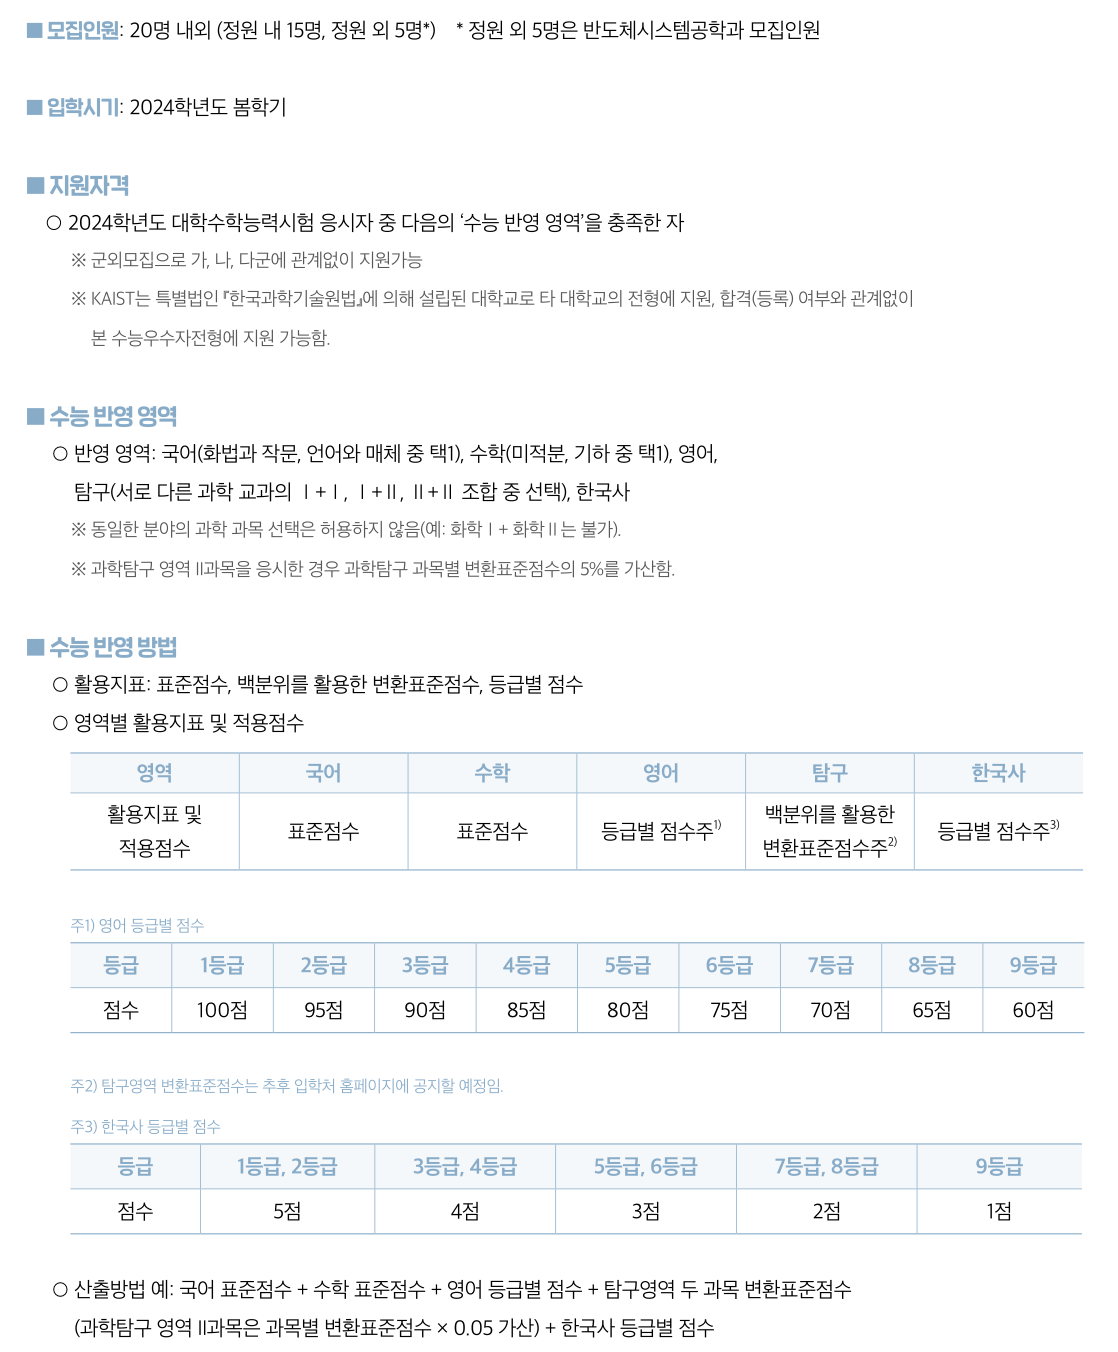 ■ 모집인원: 20명 내외 (정원 내 15명, 정원 외 5명*) * 정원 외 5명은 반도체시스템공학과 모집인원
■ 입학시기: 2024학년도 봄학기
■ 지원자격
○ 2024학년도 대학수학능력시험 응시자 중 다음의 ‘수능 반영 영역’을 충족한 자
※ 군외모집으로 가, 나, 다군에 관계없이 지원가능
※ KAIST는 특별법인 『한국과학기술원법』에 의해 설립된 대학교로 타 대학교의 전형에 지원, 합격(등록) 여부와 관계없이
본 수능우수자전형에 지원 가능함.
■ 수능 반영 영역
○ 반영 영역: 국어(화법과 작문, 언어와 매체 중 택1), 수학(미적분, 기하 중 택1), 영어,
탐구(서로 다른 과학 교과의 Ⅰ+Ⅰ, Ⅰ+Ⅱ, Ⅱ+Ⅱ 조합 중 선택), 한국사
※ 동일한 분야의 과학 과목 선택은 허용하지 않음(예: 화학Ⅰ+ 화학Ⅱ는 불가).
※ 과학탐구 영역 II과목을 응시한 경우 과학탐구 과목별 변환표준점수의 5%를 가산함.
■ 수능 반영 방법
○ 활용지표: 표준점수, 백분위를 활용한 변환표준점수, 등급별 점수
○ 영역별 활용지표 및 적용점수
영역 국어 수학 영어 탐구 한국사
활용지표 및 적용점수 표준점수 표준점수 등급별 점수주1) 백분위를 활용한 변환표준점수주2) 등급별 점수주3)
주1) 영어 등급별 점수
등급 1등급 2등급 3등급 4등급 5등급 6등급 7등급 8등급 9등급
점수 100점 95점 90점 85점 80점 75점 70점 65점 60점
주2) 탐구영역 변환표준점수는 추후 입학처 홈페이지에 공지할 예정임.
주3) 한국사 등급별 점수
등급 1등급, 2등급 3등급, 4등급 5등급, 6등급 7등급, 8등급 9등급
점수 5점 4점 3점 2점 1점
○ 산출방법 예: 국어 표준점수 + 수학 표준점수 + 영어 등급별 점수 + 탐구영역 두 과목 변환표준점수
(과학탐구 영역 II과목은 과목별 변환표준점수 × 0.05 가산) + 한국사 등급별 점수